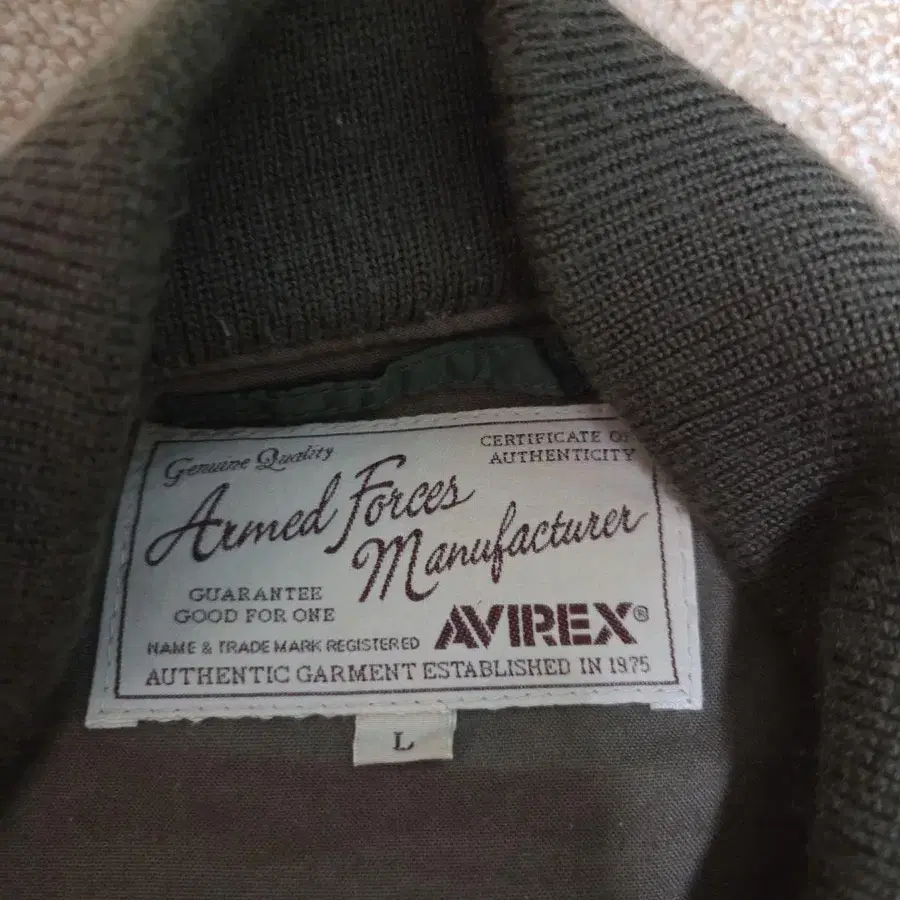 Genuine Quality
CERTIFICATE OF
AUTHENTICITY
Armed Forces
Manufacturer
GUARANTEE
GOOD FOR ONE
AVIREX®
NAME & TRADE MARK REGISTERED
AUTHENTIC GARMENT ESTABLISHED IN 1975
L